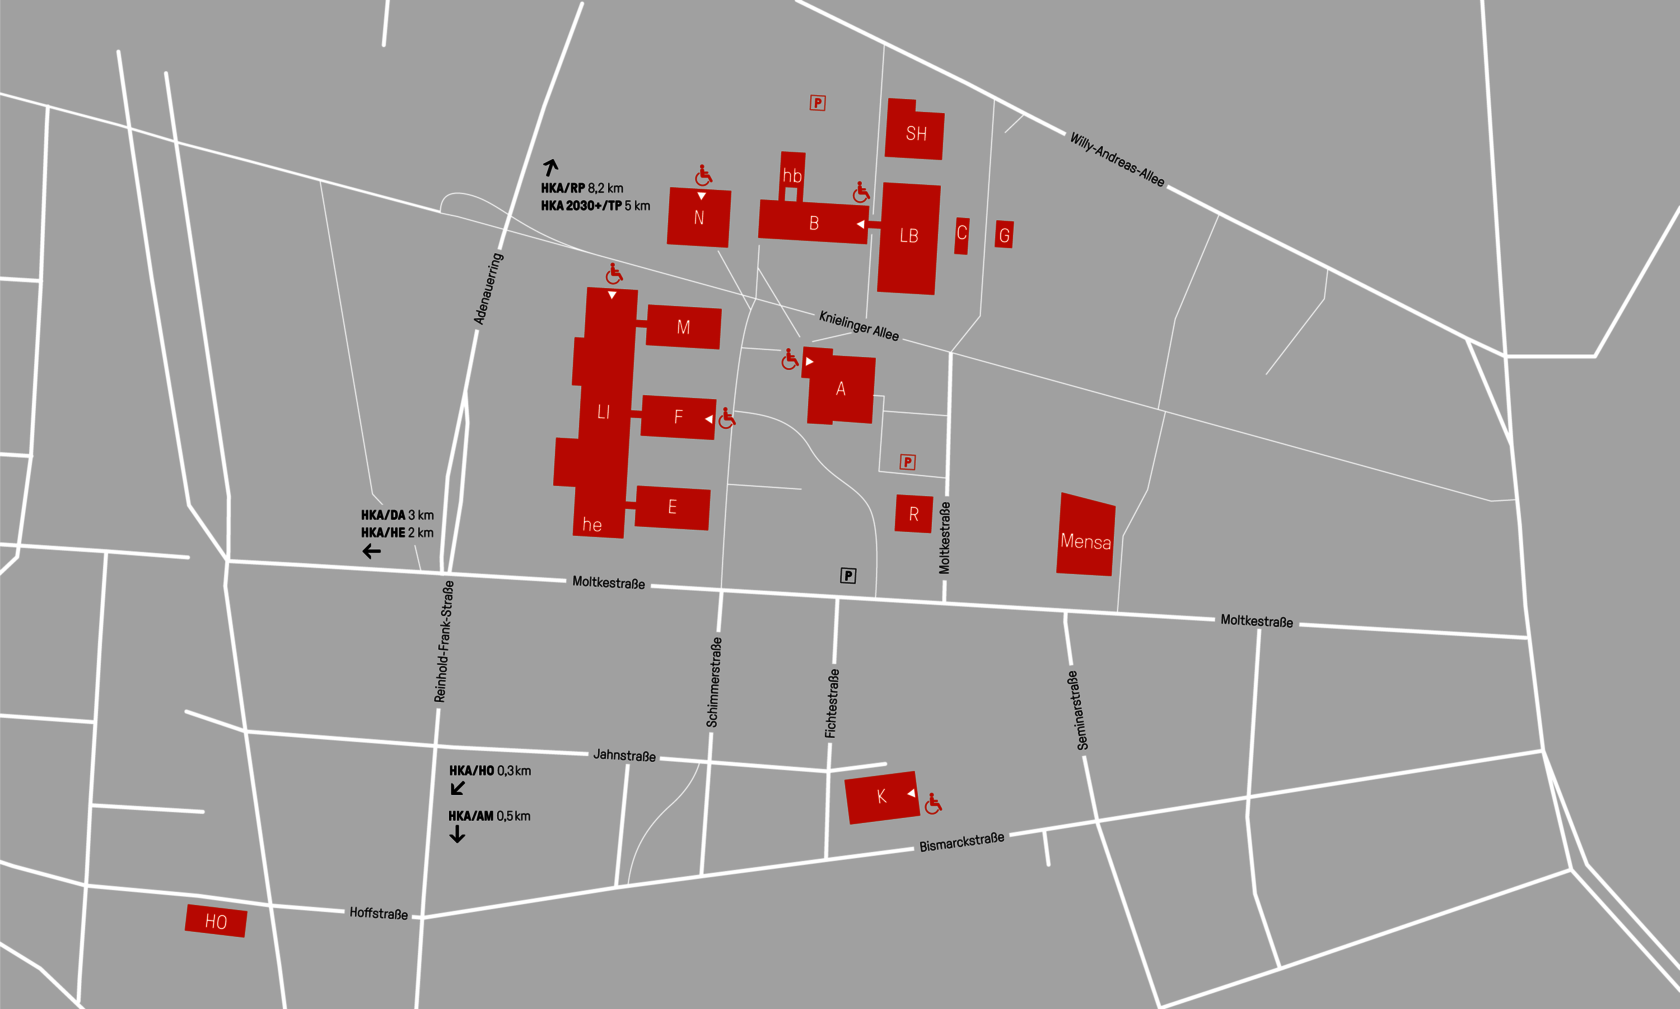 P
SH
Willy-Andreas-Allee
HKA/RP 8,2 km
HKA 2030+/TP 5 km
hb
N
B
LB
C
G
Adenauerring
M
Knielinger Allee
A
LI
F
P
E
R
he
Mensa
Moltkestraße
HKA/DA 3 km
HKA/HE 2 km
P
Moltkestraße
Moltkestraße
Reinhold-Frank-Straße
Schimmerstraße
Fichtestraße
Seminarstraße
Jahnstraße
HKA/HO 0,3 km
HKA/AM 0,5 km
K
Bismarckstraße
Hoffstraße
HO